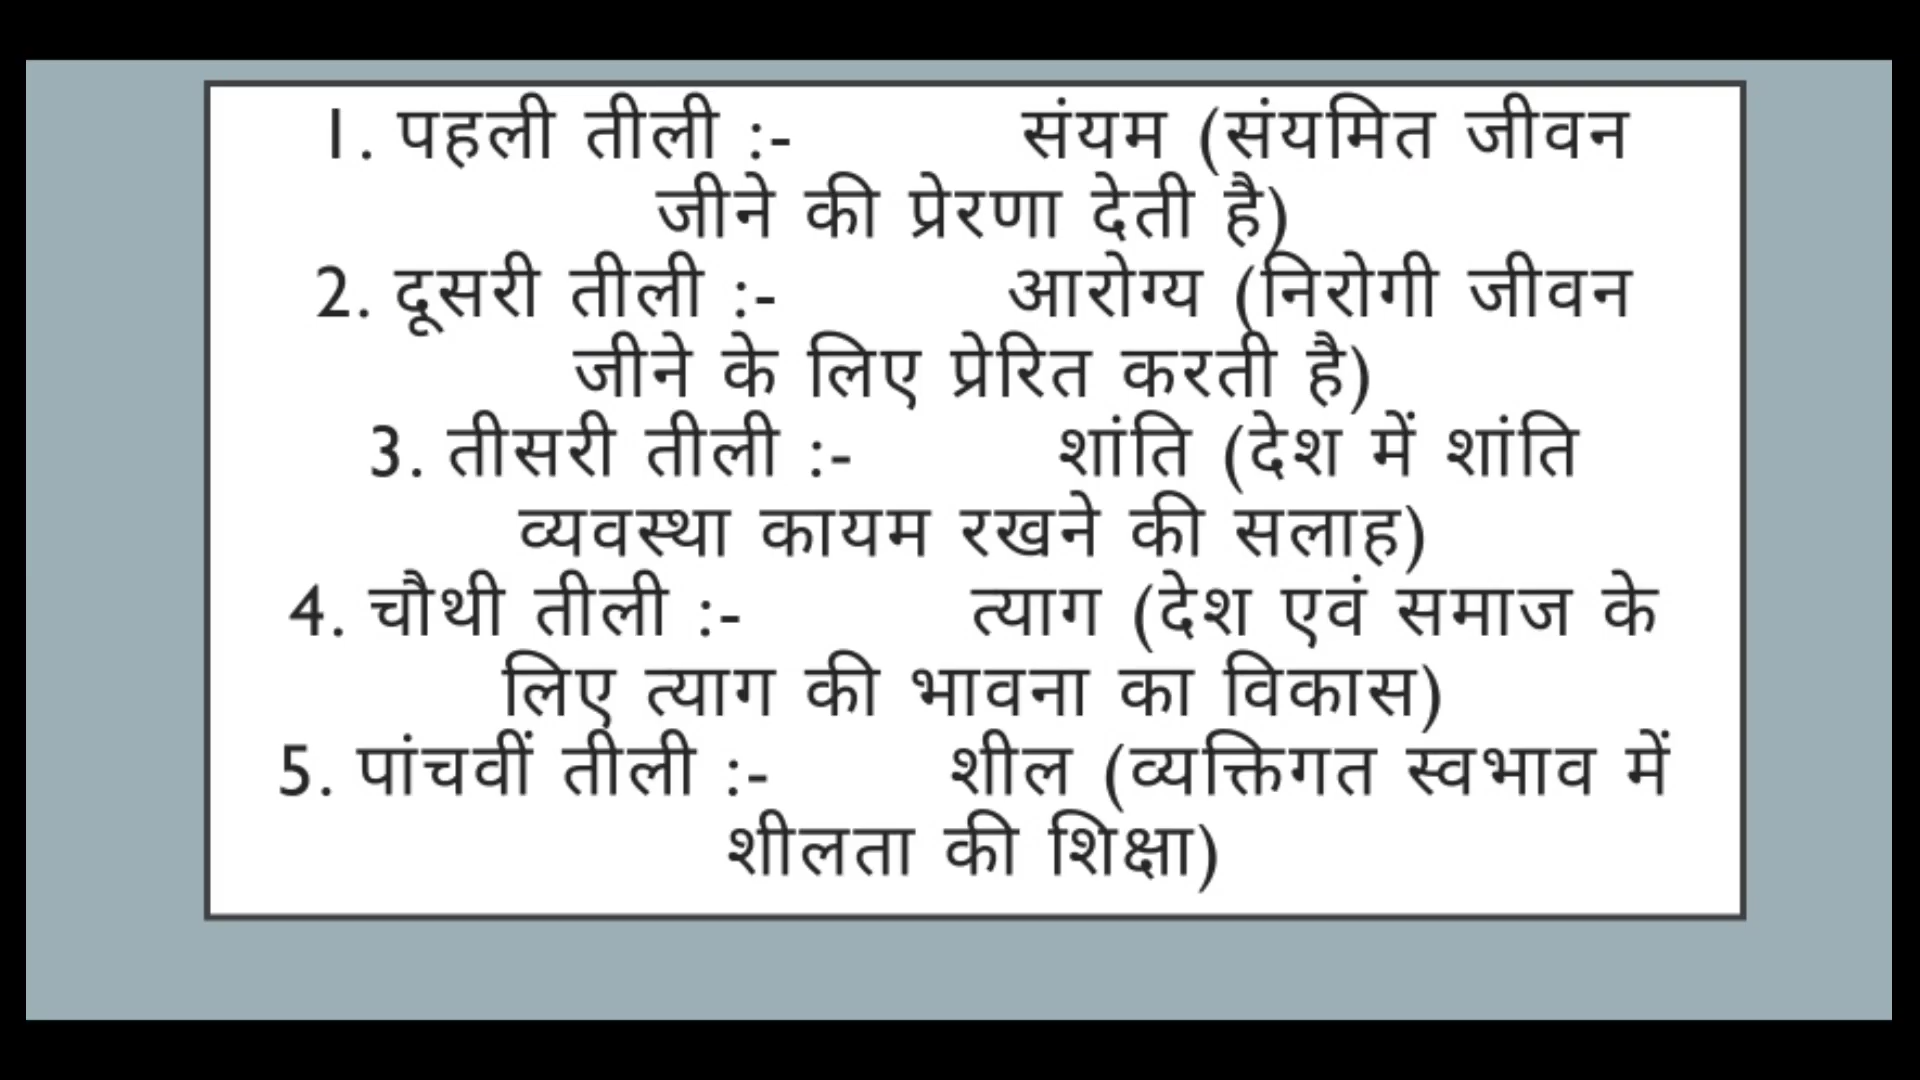 1. पहली तीली :- संयम (संयमित जीवन
जीने की प्रेरणा देती है)
2. दूसरी तीली :- आरोग्य (निरोगी जीवन
जीने के लिए प्रेरित करती है)
3. तीसरी तीली :- शांति (देश में शांति
व्यवस्था कायम रखने की सलाह)
4. चौथी तीली :- त्याग (देश एवं समाज के
लिए त्याग की भावना का विकास)
5. पांचवीं तीली :- शील (व्यक्तिगत स्वभाव में
शीलता की शिक्षा)